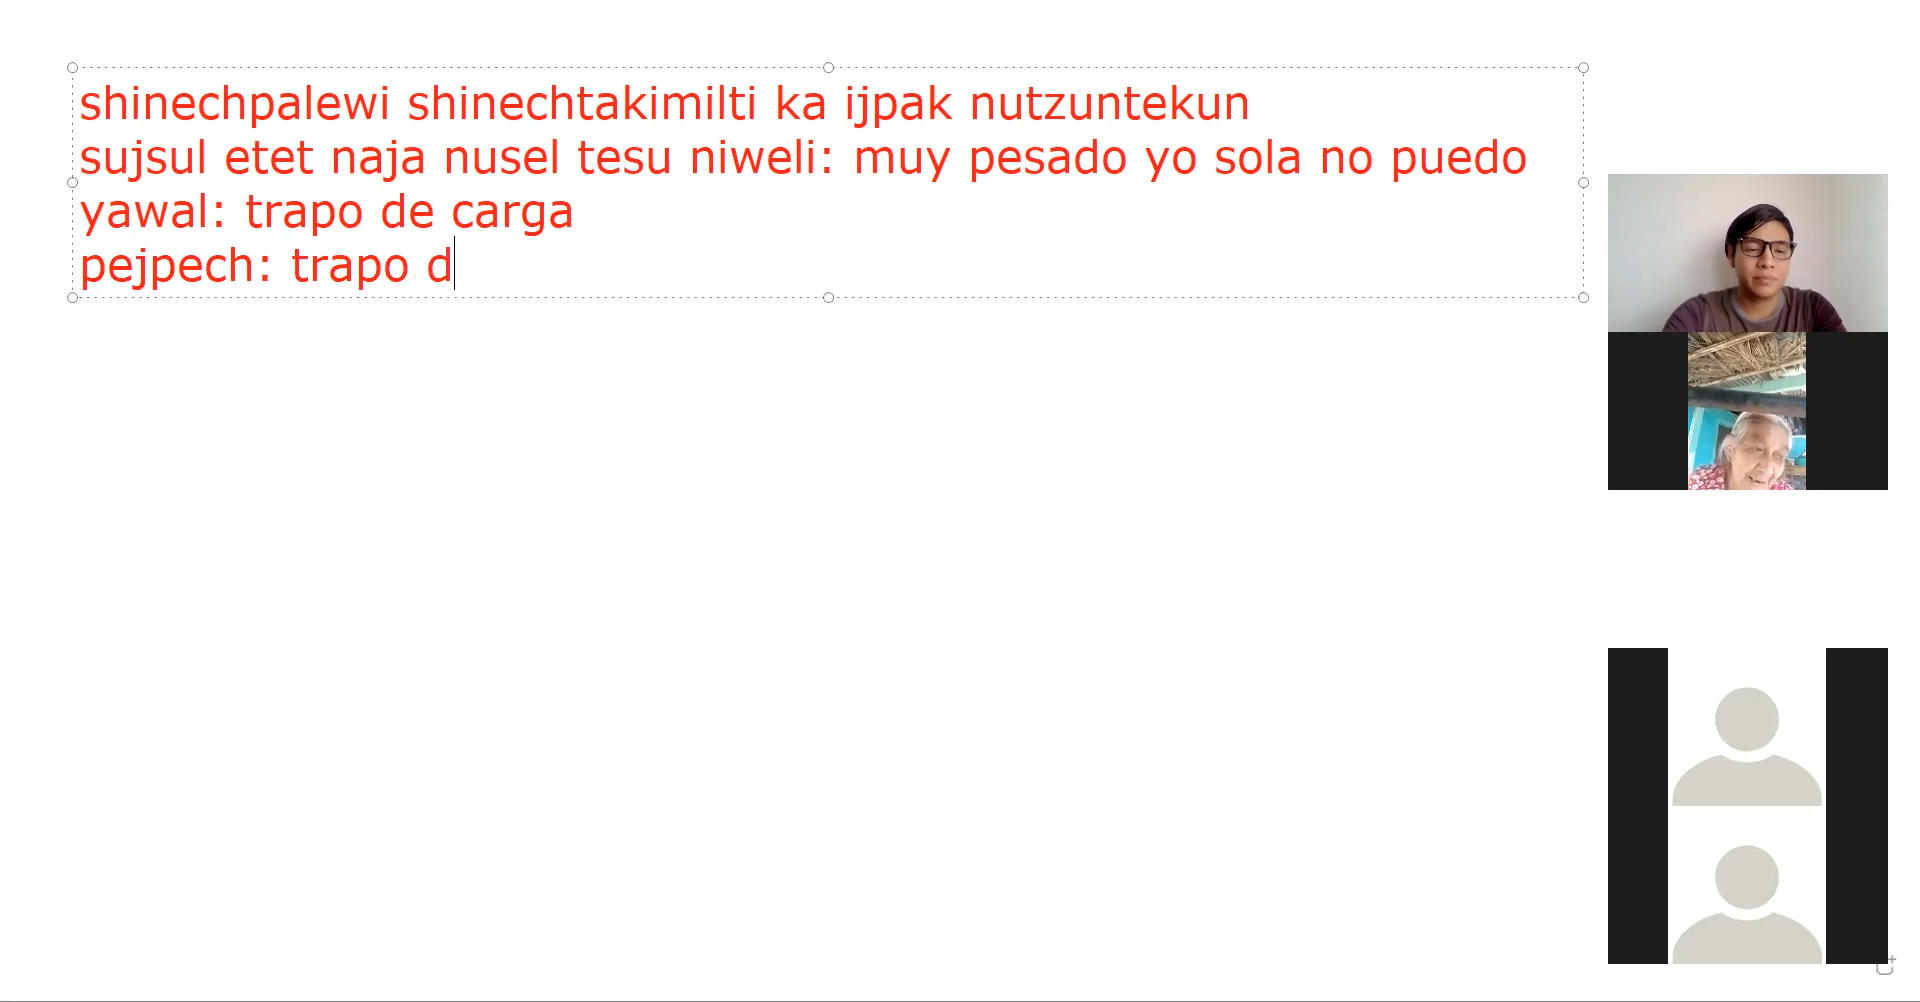 shinechpalewi shinechtakimilti ka ijpak nutzuntekun
sujsul etet naja nusel tesu niweli: muy pesado yo sola no puedo
yawal: trapo de carga
pejpech: trapo d